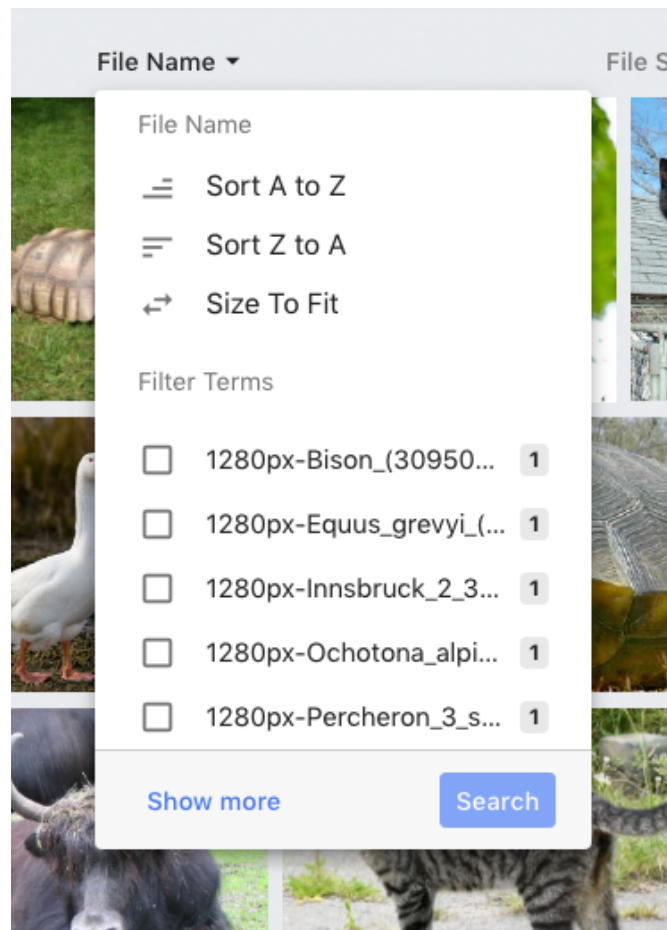 File Name
File S
File Name
Sort A to Z
Sort Z to A
Size To Fit
Filter Terms
1280px-Bison_(30950... 1
1280px-Equus_grevyi_(... 1
1280px-Innsbruck_2_3... 1
1280px-Ochotona_alpi... 1
1280px-Percheron_3_s... 1
Show more
Search